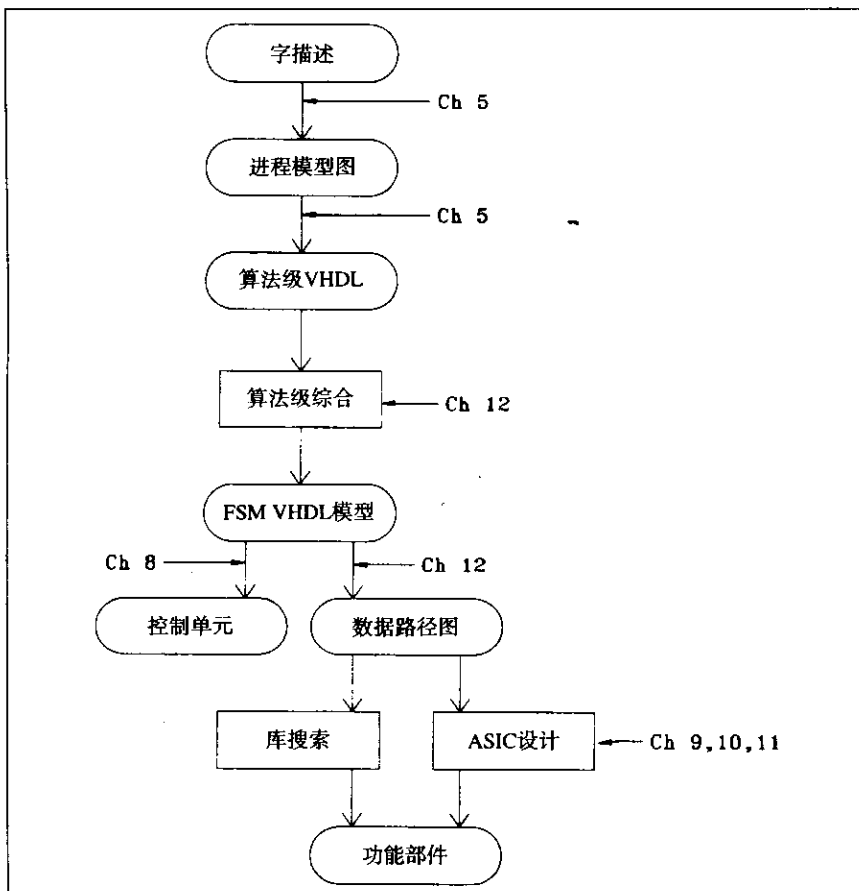 字描述
Ch 5
进程模型图
Ch 5
算法级VHDL
算法级综合
Ch 12
FSM VHDL模型
Ch 8
Ch 12
控制单元
数据路径图
库搜索
ASIC设计
Ch 9,10,11
功能部件